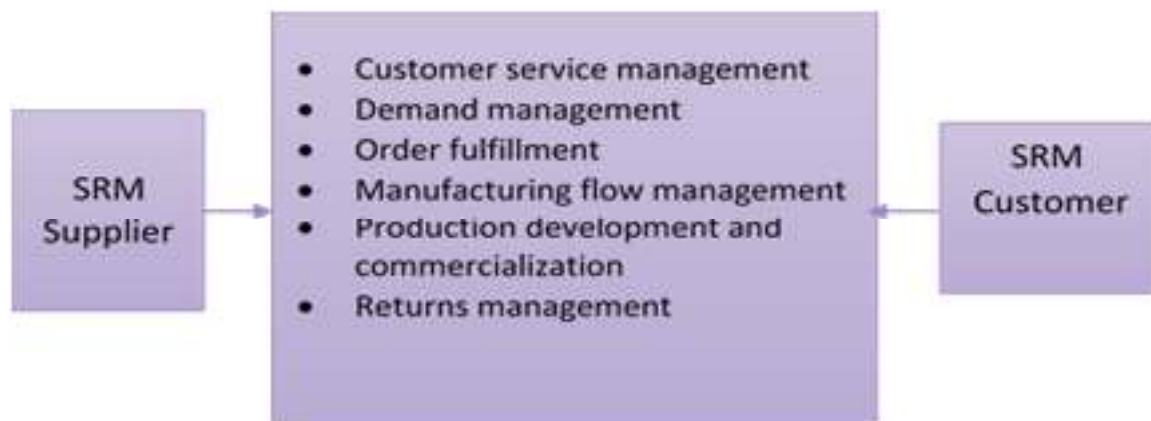 SRM
Supplier
• Customer service management
• Demand management
• Order fulfillment
• Manufacturing flow management
• Production development and
commercialization
• Returns management
SRM
Customer